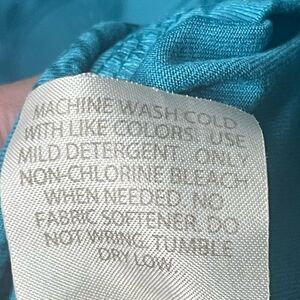 MACHINE WASH COLD
WITH LIKE COLORS. USE
MILD DETERGENT. ONLY
NON-CHLORINE BLEACH
WHEN NEEDED. NO
FABRIC SOFTENER. DO
NOT WRING. TUMBLE
DRY LOW.